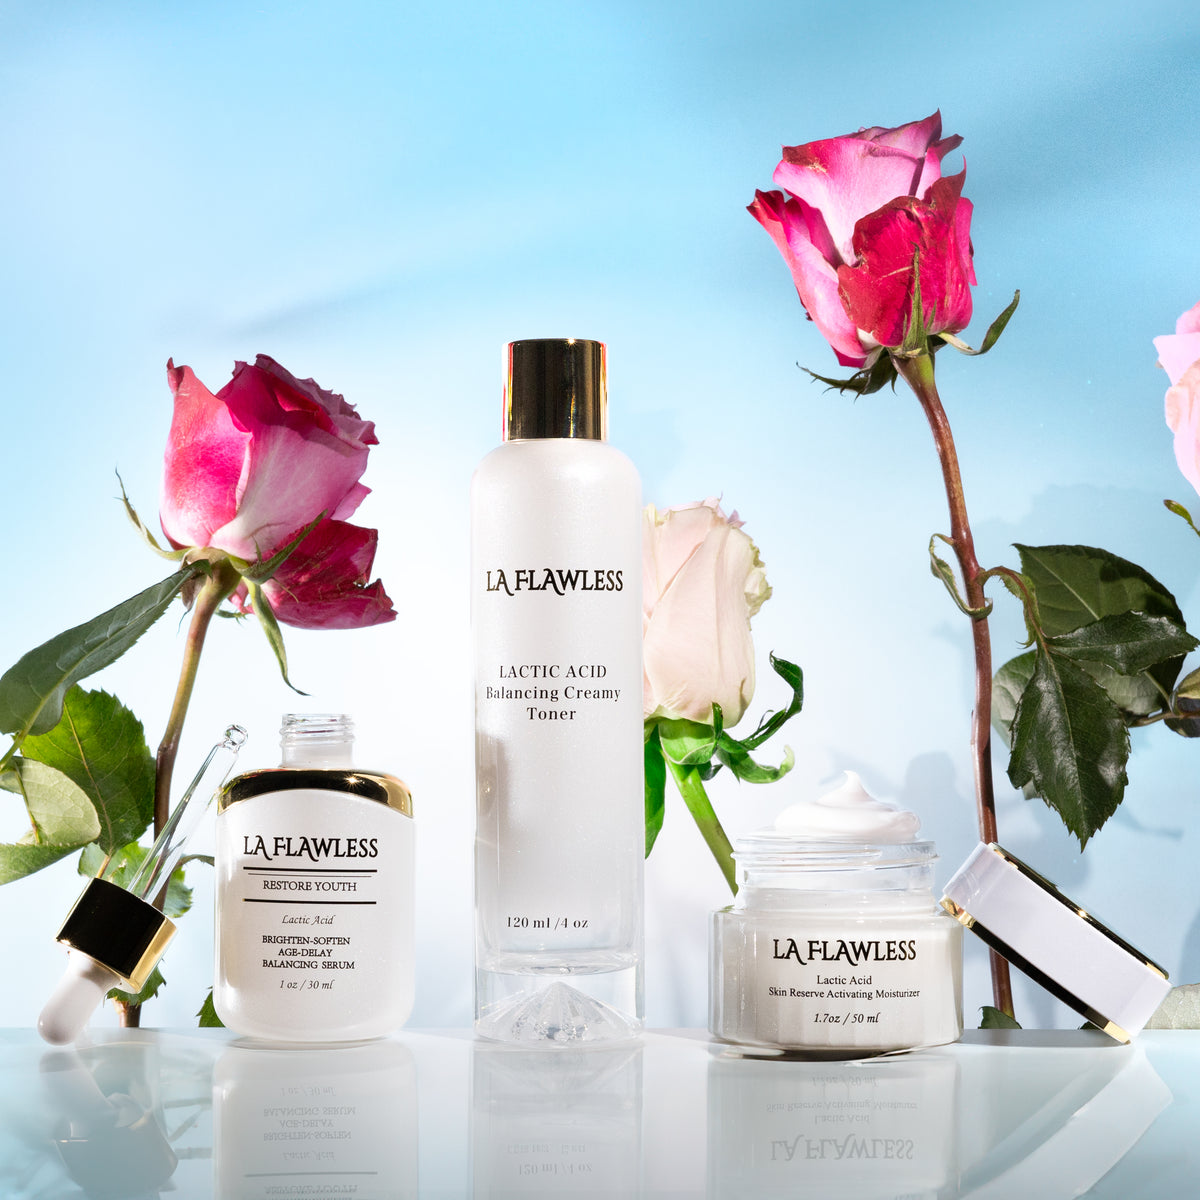 LA FLAWLESS
RESTORE YOUTH
Lactic Acid
BRIGHTEN-SOFTEN
AGE-DELAY
BALANCING SERUM
1 oz / 30 ml
LA FLAWLESS
LACTIC ACID
Balancing Creamy
Toner
120 ml /4 oz
LA FLAWLESS
Lactic Acid
Skin Reserve Activating Moisturizer
1.7oz / 50 ml